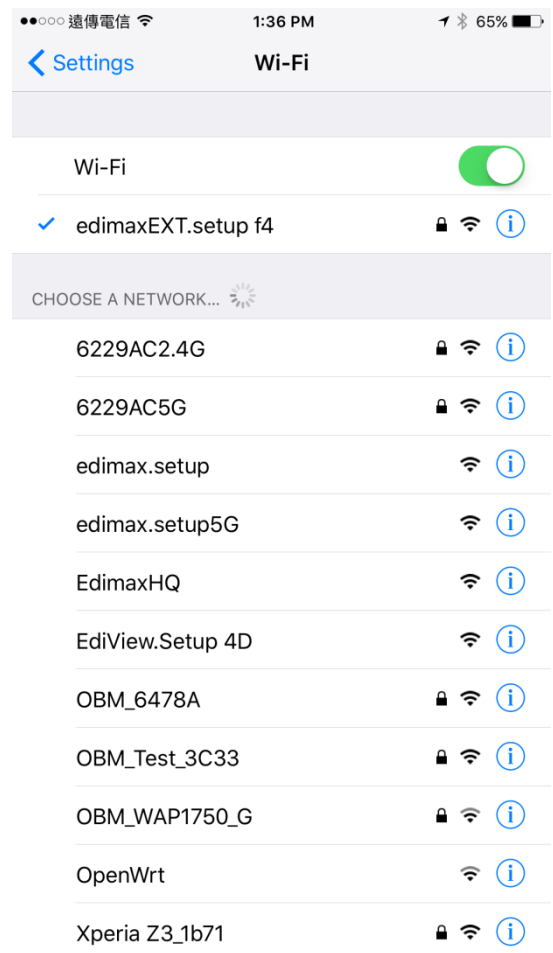 遠傳電信 1:36 PM 65%
Settings Wi-Fi
Wi-Fi
edimaxEXT.setup f4
CHOOSE A NETWORK...
6229AC2.4G
6229AC5G
edimax.setup
edimax.setup5G
EdimaxHQ
EdiView.Setup 4D
OBM_6478A
OBM_Test_3C33
OBM_WAP1750_G
OpenWrt
Xperia Z3_1b71